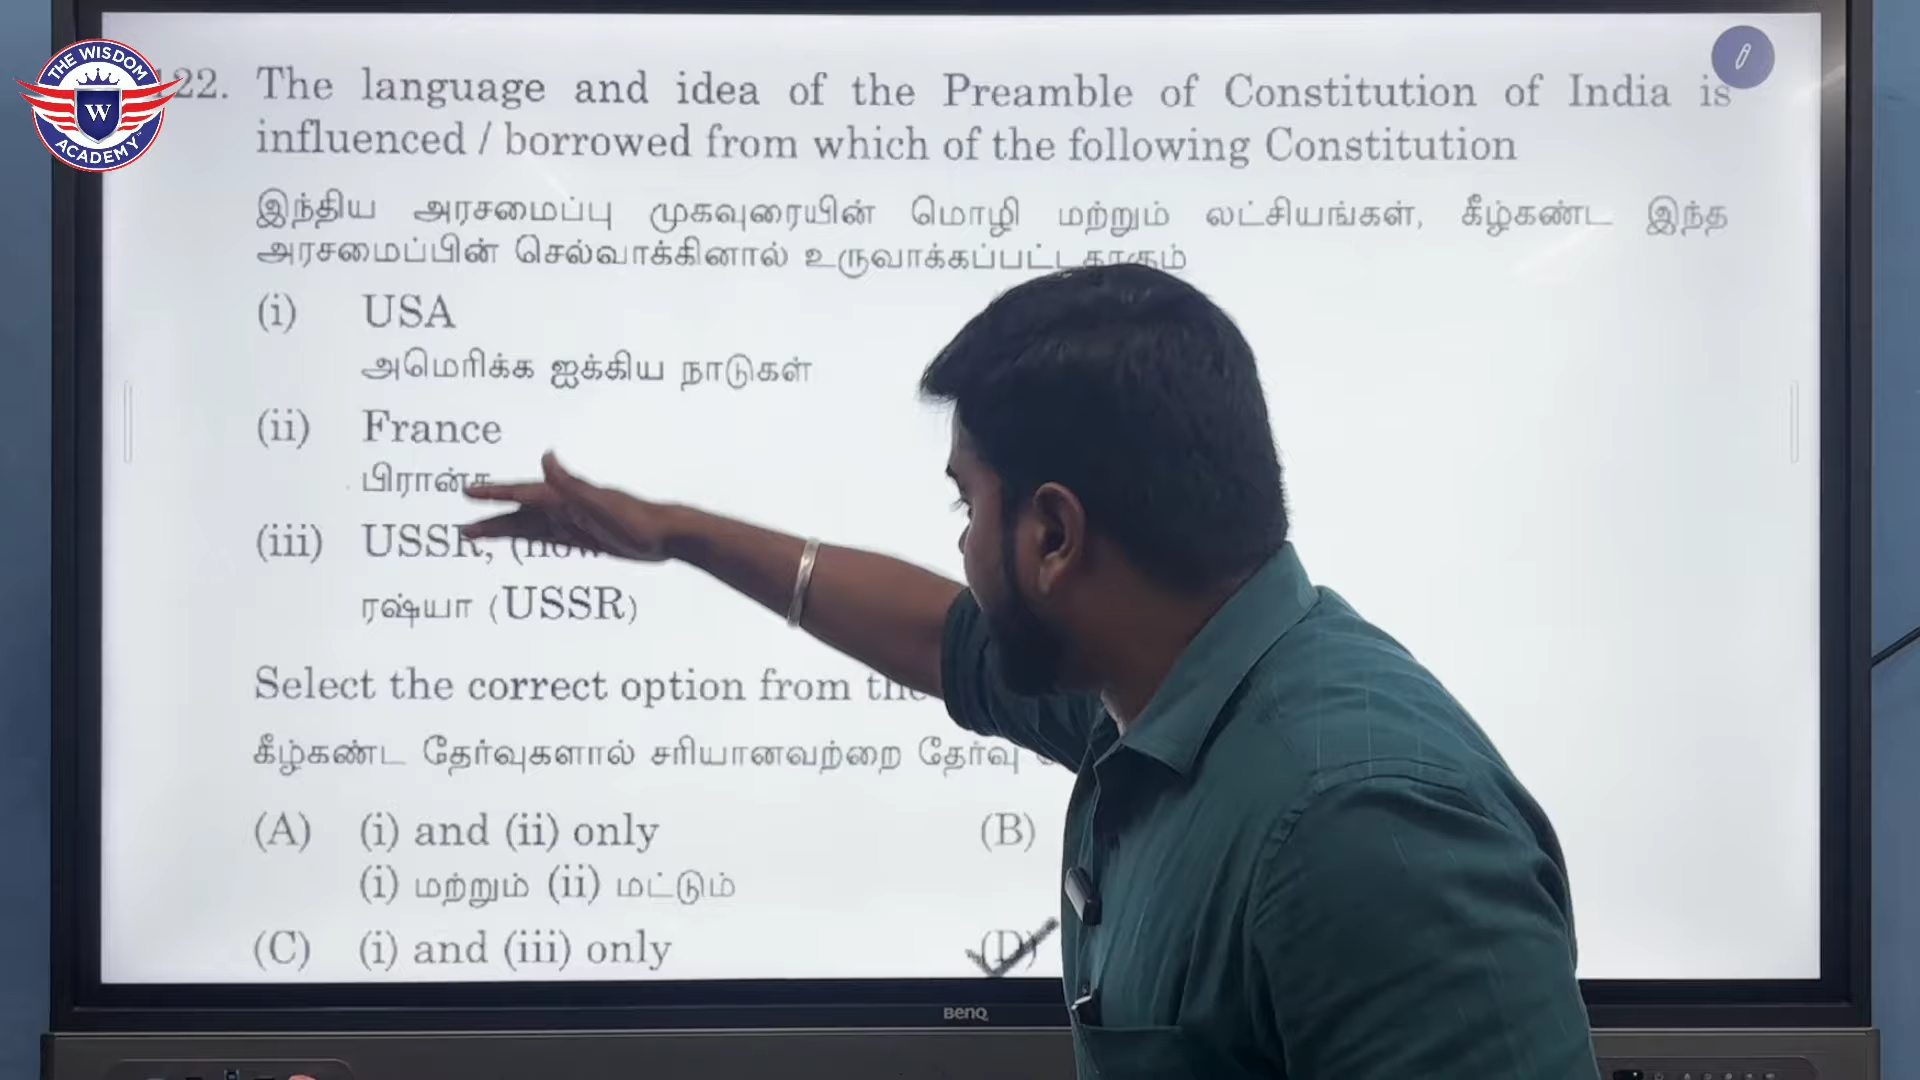 THE WISDOM
W
ACADEMY
122. The language and idea of the Preamble of Constitution of India is
influenced / borrowed from which of the following Constitution
இந்திய அரசமைப்பு முகவுரையின் மொழி மற்றும் லட்சியங்கள், கீழ்கண்ட இந்த
அரசமைப்பின் செல்வாக்கினால் உருவாக்கப்பட்டதாகும்
(i) USA
அமெரிக்க ஐக்கிய நாடுகள்
(ii) France
பிரான்சு
(iii) USSR, (now
ரஷ்யா (USSR)
Select the correct option from the
கீழ்கண்ட தேர்வுகளால் சரியானவற்றை தேர்வு
(A) (i) and (ii) only (B)
(i) மற்றும் (ii) மட்டும்
(C) (i) and (iii) only (D)
BenQ